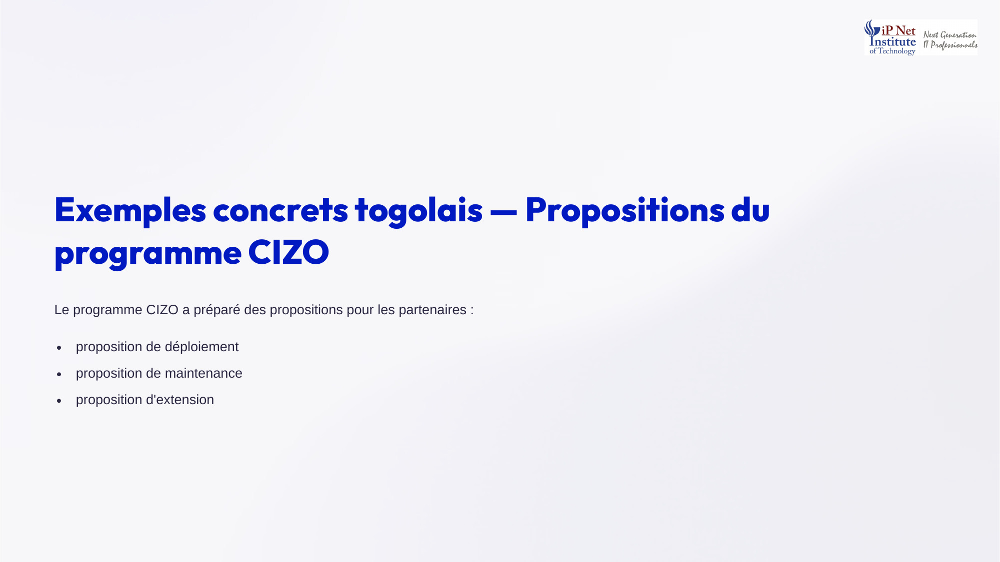 iP Net
Institute
of Technology
Next Generation
IT Professionnels
Exemples concrets togolais — Propositions du
programme CIZO
Le programme CIZO a préparé des propositions pour les partenaires :
• proposition de déploiement
• proposition de maintenance
• proposition d'extension